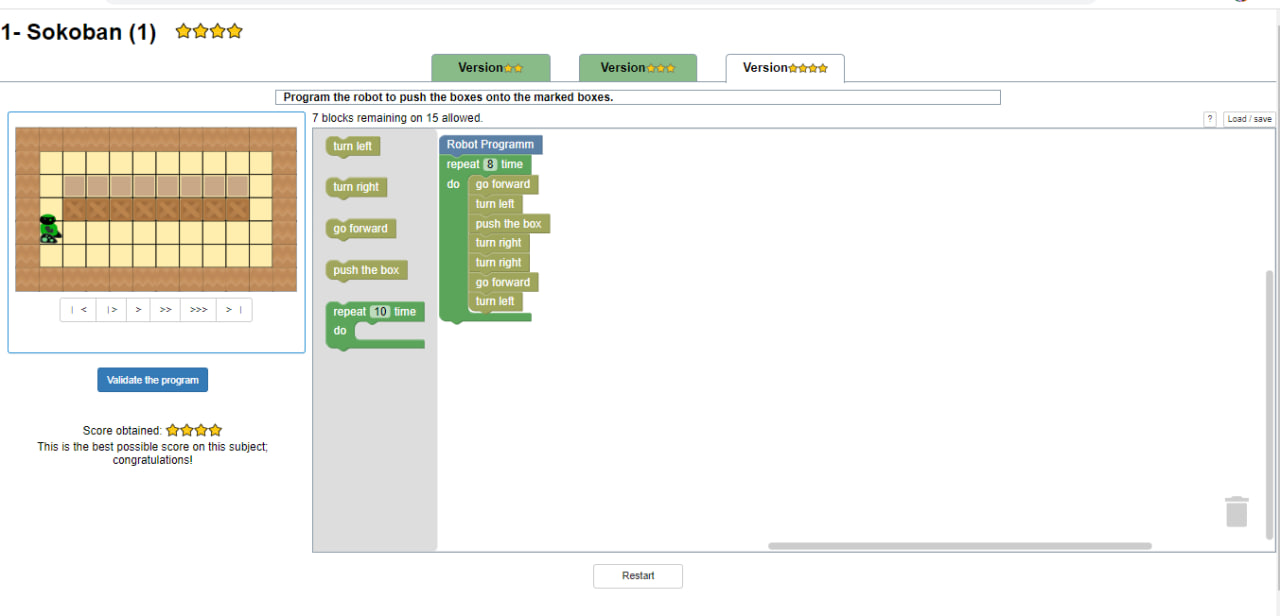 1- Sokoban (1)
Version
Version
Version
Program the robot to push the boxes onto the marked boxes.
7 blocks remaining on 15 allowed.
?
Load / save
turn left
turn right
go forward
push the box
repeat 10 time
do
Robot Programm
repeat 8 time
do go forward
turn left
push the box
turn right
turn right
go forward
turn left
| < |> > >> >>> > |
Validate the program
Score obtained:
This is the best possible score on this subject;
congratulations!
Restart